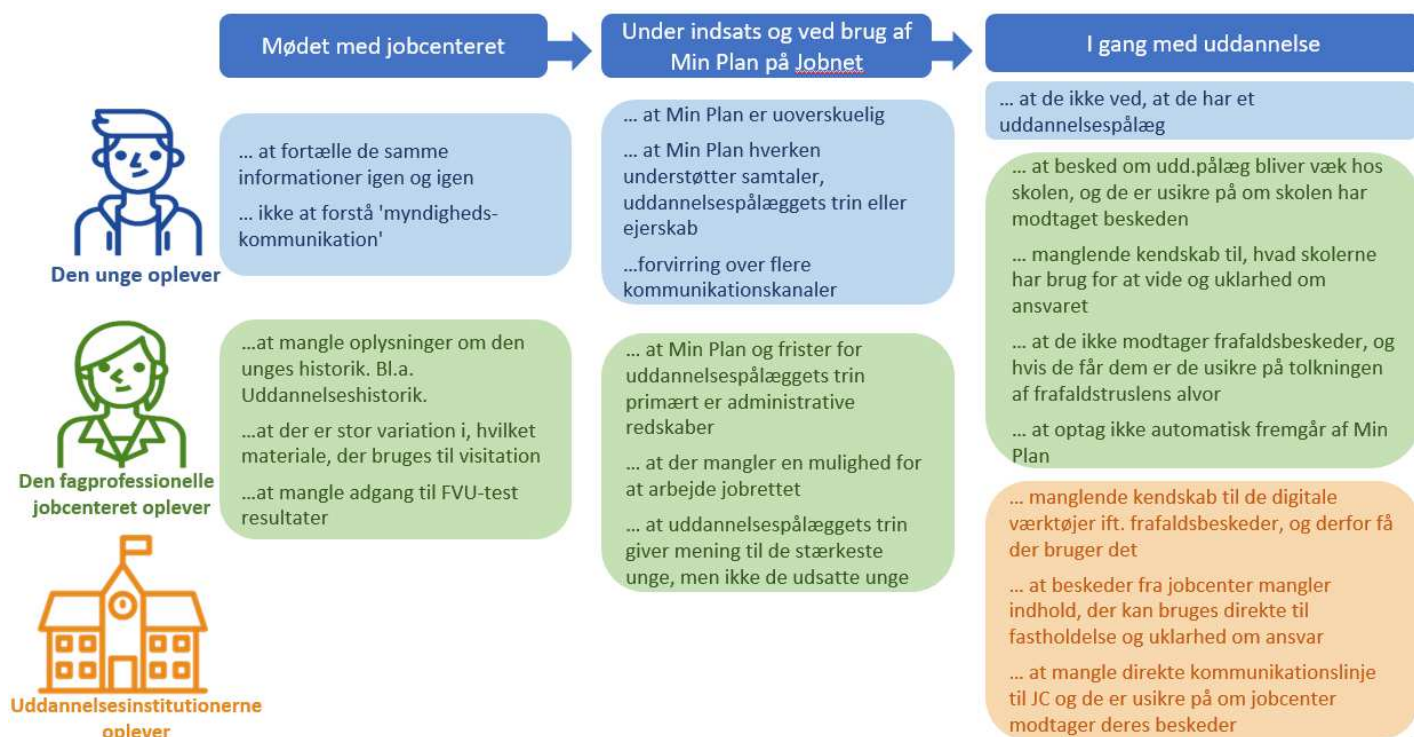 Mødet med jobcenteret
Under indsats og ved brug af
Min Plan på Jobnet
I gang med uddannelse
Den unge oplever
... at fortælle de samme
informationer igen og igen
... ikke at forstå 'myndigheds-
kommunikation'
... at Min Plan er uoverskuelig
... at Min Plan hverken
understøtter samtaler,
uddannelsespålæggets trin eller
ejerskab
...forvirring over flere
kommunikationskanaler
... at de ikke ved, at de har et
uddannelsespålæg
Den fagprofessionelle
jobcenteret oplever
...at mangle oplysninger om den
unges historik. Bl.a.
Uddannelseshistorik.
...at der er stor variation i, hvilket
materiale, der bruges til visitation
...at mangle adgang til FVU-test
resultater
... at Min Plan og frister for
uddannelsespålæggets trin
primært er administrative
redskaber
... at der mangler en mulighed for
at arbejde jobrettet
... at uddannelsespålæggets trin
giver mening til de stærkeste
unge, men ikke de udsatte unge
... at besked om udd.pålæg bliver væk hos
skolen, og de er usikre på om skolen har
modtaget beskeden
... manglende kendskab til, hvad skolerne
har brug for at vide og uklarhed om
ansvaret
... at de ikke modtager frafaldsbeskeder, og
hvis de får dem er de usikre på tolkningen
af frafaldstruslens alvor
... at optag ikke automatisk fremgår af Min
Plan
Uddannelsesinstitutionerne
oplever
... manglende kendskab til de digitale
værktøjer ift. frafaldsbeskeder, og derfor få
der bruger det
... at beskeder fra jobcenter mangler
indhold, der kan bruges direkte til
fastholdelse og uklarhed om ansvar
... at mangle direkte kommunikationslinje
til JC og de er usikre på om jobcenter
modtager deres beskeder